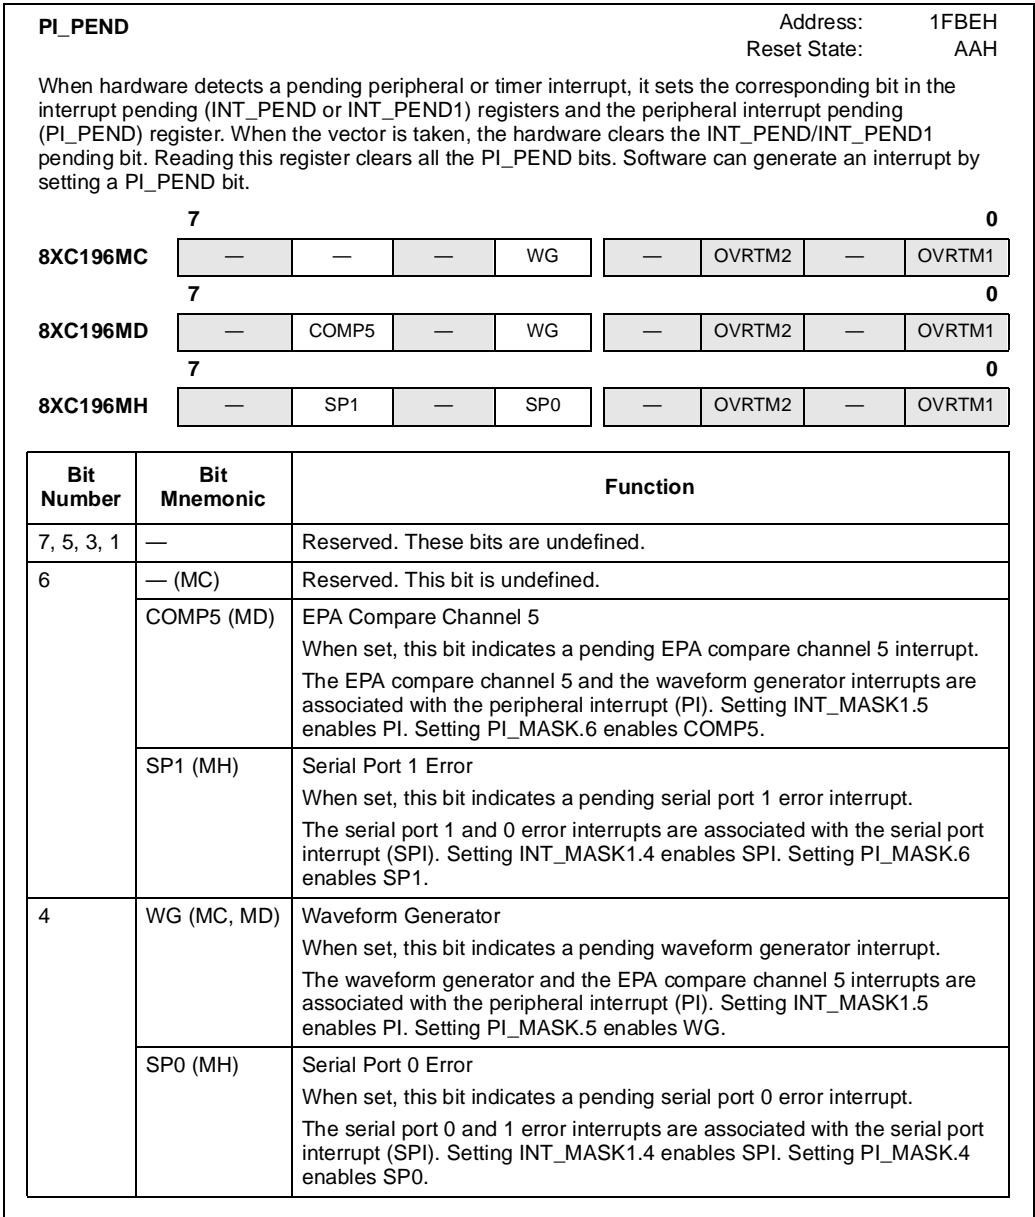 PI_PEND
Address: 1FBEH
Reset State: AAH
When hardware detects a pending peripheral or timer interrupt, it sets the corresponding bit in the
interrupt pending (INT_PEND or INT_PEND1) registers and the peripheral interrupt pending
(PI_PEND) register. When the vector is taken, the hardware clears the INT_PEND/INT_PEND1
pending bit. Reading this register clears all the PI_PEND bits. Software can generate an interrupt by
setting a PI_PEND bit.
7 0
8XC196MC — — — WG — OVRTM2 — OVRTM1
7 0
8XC196MD — COMP5 — WG — OVRTM2 — OVRTM1
7 0
8XC196MH — SP1 — SP0 — OVRTM2 — OVRTM1
Bit Number Bit Mnemonic Function
7, 5, 3, 1 — Reserved. These bits are undefined.
6 — (MC) Reserved. This bit is undefined.
COMP5 (MD) EPA Compare Channel 5
When set, this bit indicates a pending EPA compare channel 5 interrupt.
The EPA compare channel 5 and the waveform generator interrupts are
associated with the peripheral interrupt (PI). Setting INT_MASK1.5
enables PI. Setting PI_MASK.6 enables COMP5.
SP1 (MH) Serial Port 1 Error
When set, this bit indicates a pending serial port 1 error interrupt.
The serial port 1 and 0 error interrupts are associated with the serial port
interrupt (SPI). Setting INT_MASK1.4 enables SPI. Setting PI_MASK.6
enables SP1.
4 WG (MC, MD) Waveform Generator
When set, this bit indicates a pending waveform generator interrupt.
The waveform generator and the EPA compare channel 5 interrupts are
associated with the peripheral interrupt (PI). Setting INT_MASK1.5
enables PI. Setting PI_MASK.5 enables WG.
SP0 (MH) Serial Port 0 Error
When set, this bit indicates a pending serial port 0 error interrupt.
The serial port 0 and 1 error interrupts are associated with the serial port
interrupt (SPI). Setting INT_MASK1.4 enables SPI. Setting PI_MASK.4
enables SP0.